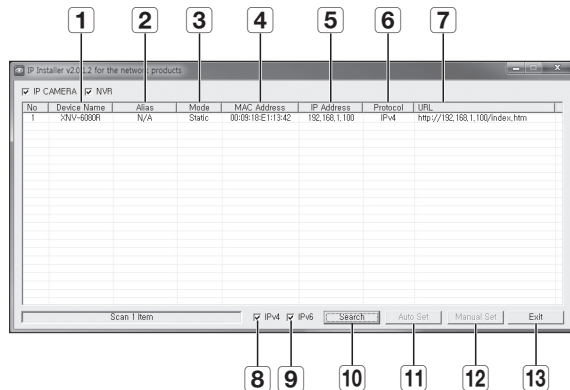 1 2 3 4 5 6 7
IP Installer v2.0.1.2 for the network products
IP CAMERA NVR
No Device Name Alias Mode MAC Address IP Address Protocol URL
1 XNV-6080R N/A Static 00:09:18:E1:13:42 192,168,1,100 IPv4 http://192,168,1,100/index,htm
Scan 1 Item IPv4 IPv6 Search Auto Set Manual Set Exit
8 9 10 11 12 13